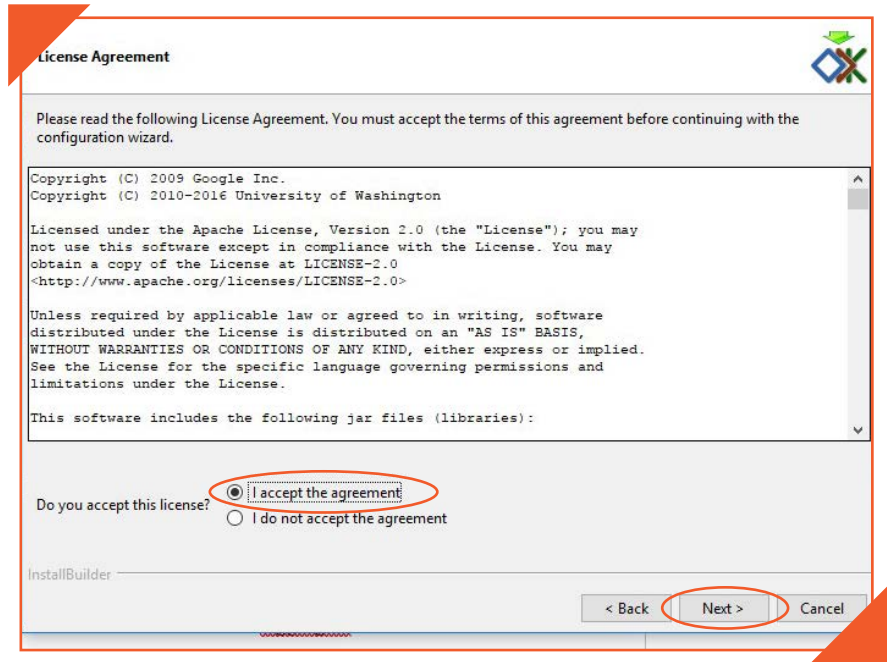 License Agreement
Please read the following License Agreement. You must accept the terms of this agreement before continuing with the
configuration wizard.
Copyright (C) 2009 Google Inc.
Copyright (C) 2010-2016 University of Washington
Licensed under the Apache License, Version 2.0 (the "License"); you may
not use this software except in compliance with the License. You may
obtain a copy of the License at LICENSE-2.0
<http://www.apache.org/licenses/LICENSE-2.0>
Unless required by applicable law or agreed to in writing, software
distributed under the License is distributed on an "AS IS" BASIS,
WITHOUT WARRANTIES OR CONDITIONS OF ANY KIND, either express or implied.
See the License for the specific language governing permissions and
limitations under the License.
This software includes the following jar files (libraries):
Do you accept this license?
I accept the agreement
I do not accept the agreement
InstallBuilder
< Back Next > Cancel